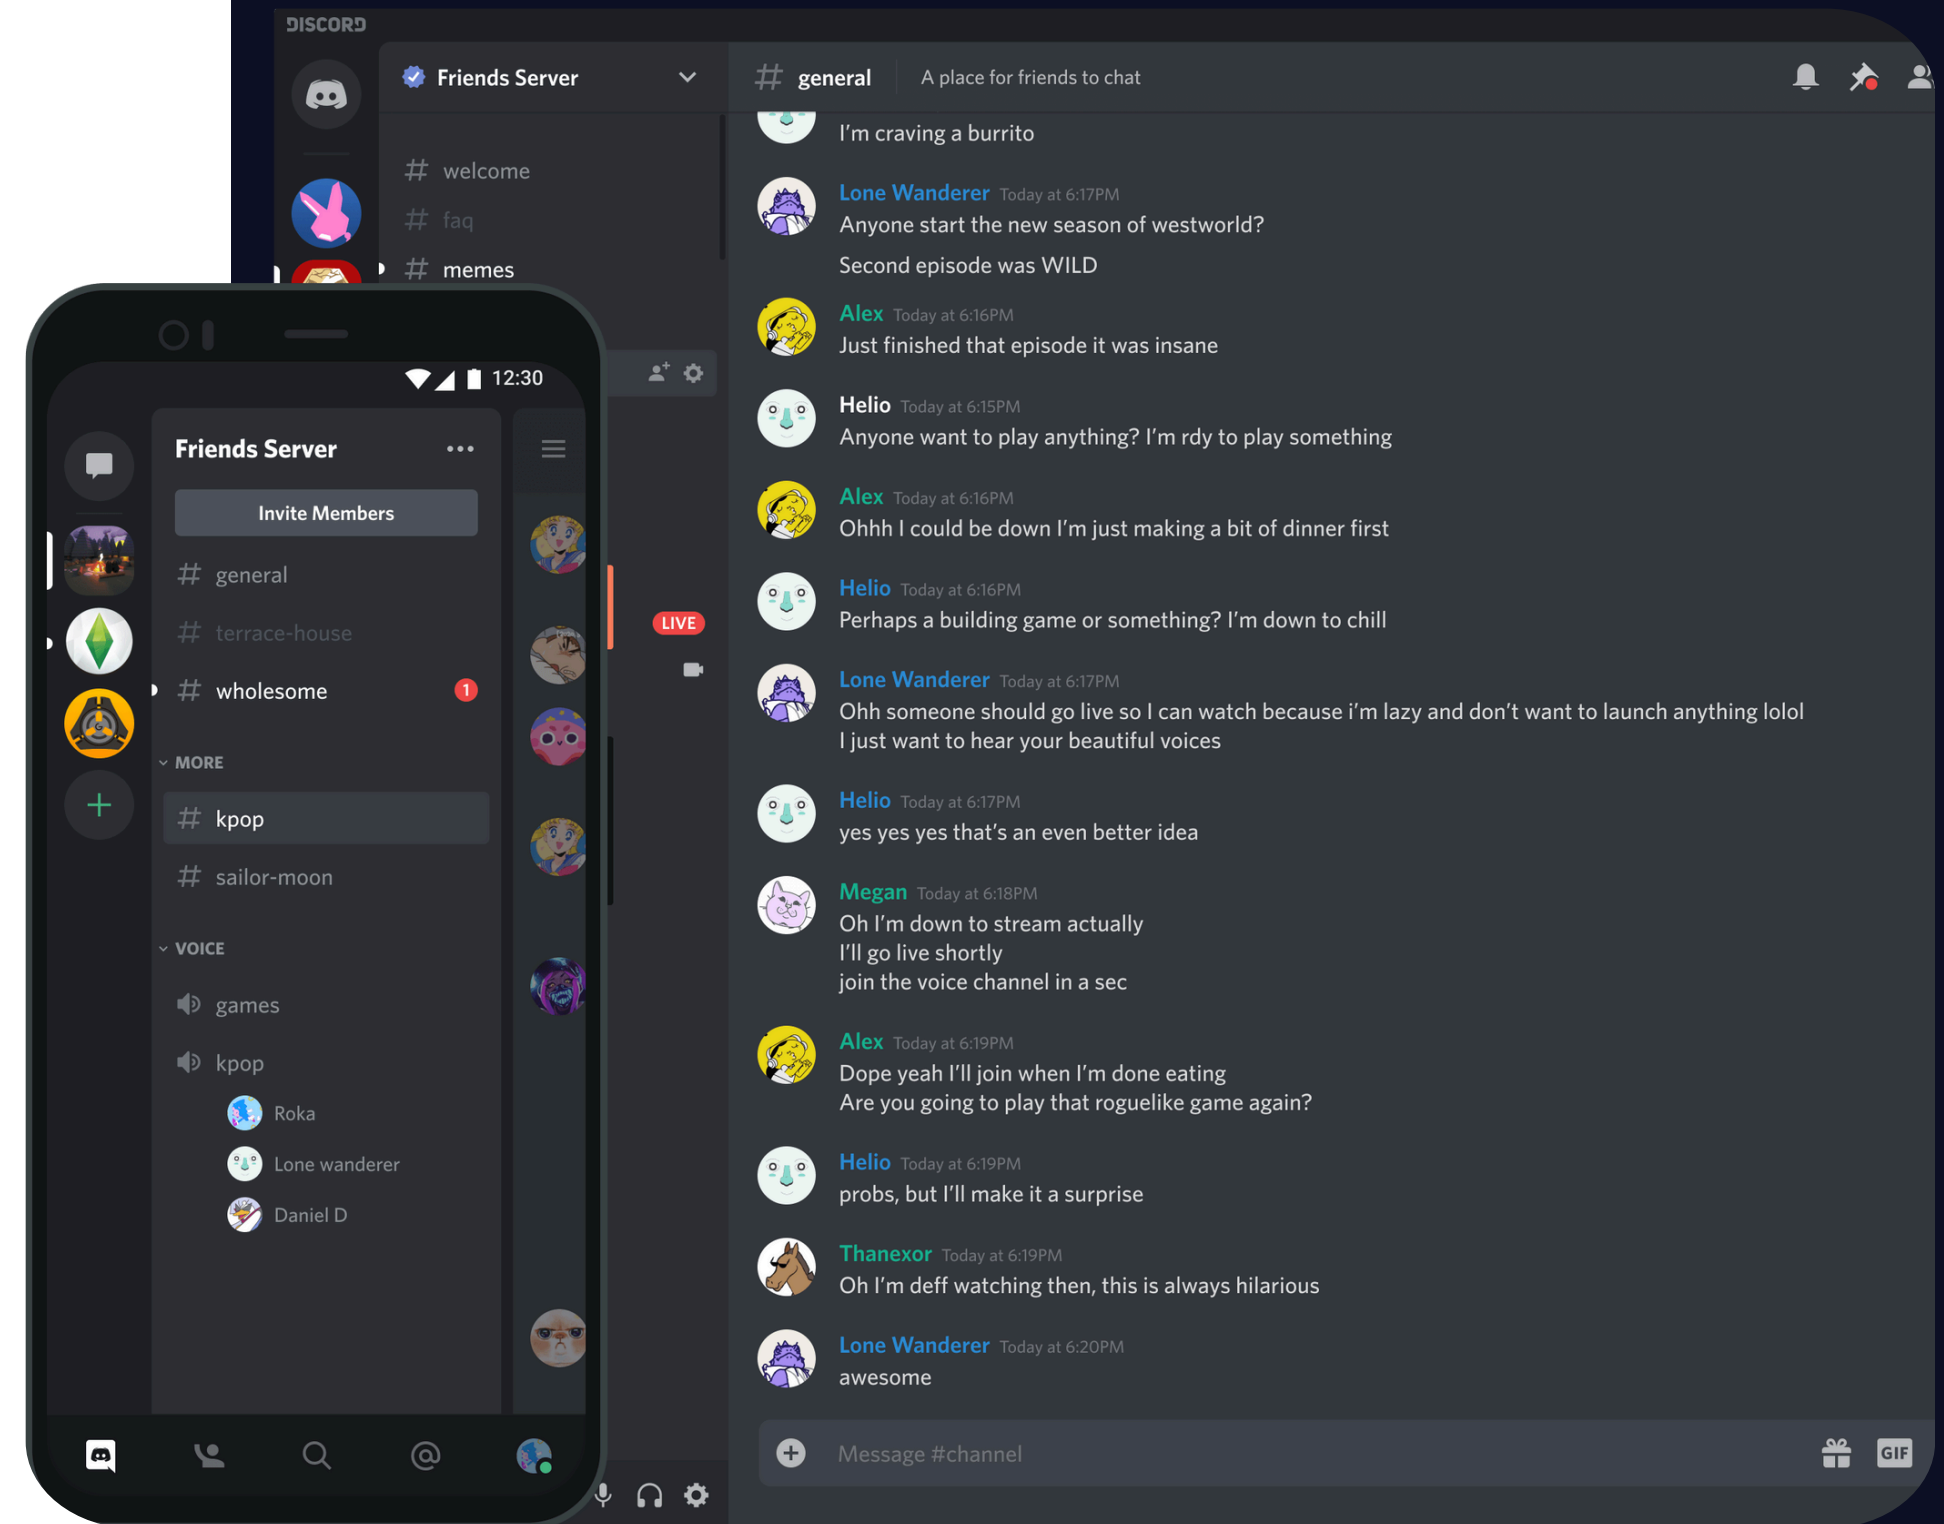 DISCORD
Friends Server
# general
A place for friends to chat
# welcome
# faq
# memes
LIVE
I'm craving a burrito
Lone Wanderer Today at 6:17PM
Anyone start the new season of westworld?
Second episode was WILD
Alex Today at 6:16PM
Just finished that episode it was insane
Helio Today at 6:15PM
Anyone want to play anything? I'm rdy to play something
Alex Today at 6:16PM
Ohhh I could be down I'm just making a bit of dinner first
Helio Today at 6:16PM
Perhaps a building game or something? I'm down to chill
Lone Wanderer Today at 6:17PM
Ohh someone should go live so I can watch because i'm lazy and don't want to launch anything lolol
I just want to hear your beautiful voices
Helio Today at 6:17PM
yes yes yes that's an even better idea
Megan Today at 6:18PM
Oh I'm down to stream actually
I'll go live shortly
join the voice channel in a sec
Alex Today at 6:19PM
Dope yeah I'll join when I'm done eating
Are you going to play that roguelike game again?
Helio Today at 6:19PM
probs, but I'll make it a surprise
Thanexor Today at 6:19PM
Oh I'm deff watching then, this is always hilarious
Lone Wanderer Today at 6:20PM
awesome
Message #channel
GIF
12:30
Friends Server
Invite Members
# general
# terrace-house
# wholesome 1
MORE
# kpop
# sailor-moon
VOICE
games
kpop
Roka
Lone wanderer
Daniel D